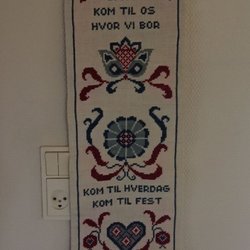 KOM TIL OS
HVOR VI BOR
KOM TIL HVERDAG
KOM TIL FEST